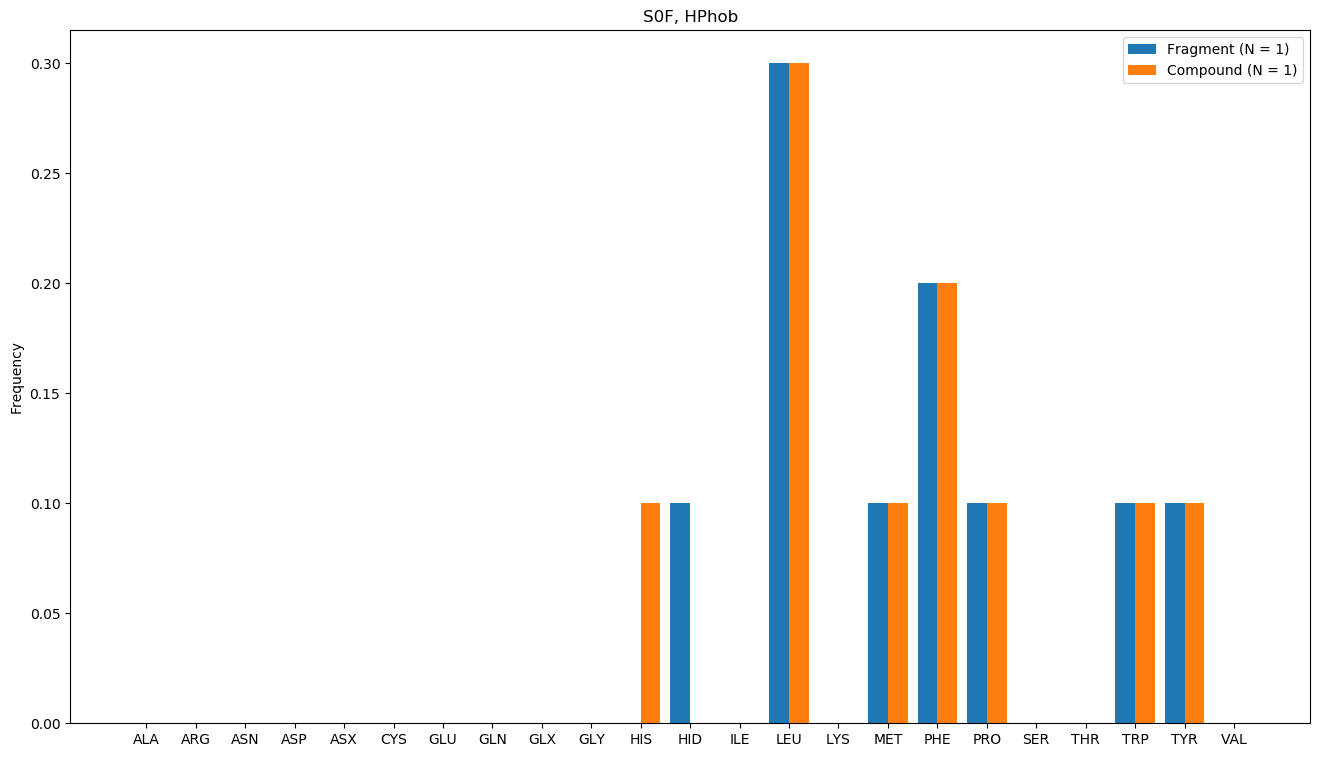 S0F, HPhob
Fragment (N = 1)
Compound (N = 1)
Frequency
0.30
0.25
0.20
0.15
0.10
0.05
0.00
ALA ARG ASN ASP ASX CYS GLU GLN GLX GLY HIS HID ILE LEU LYS MET PHE PRO SER THR TRP TYR VAL